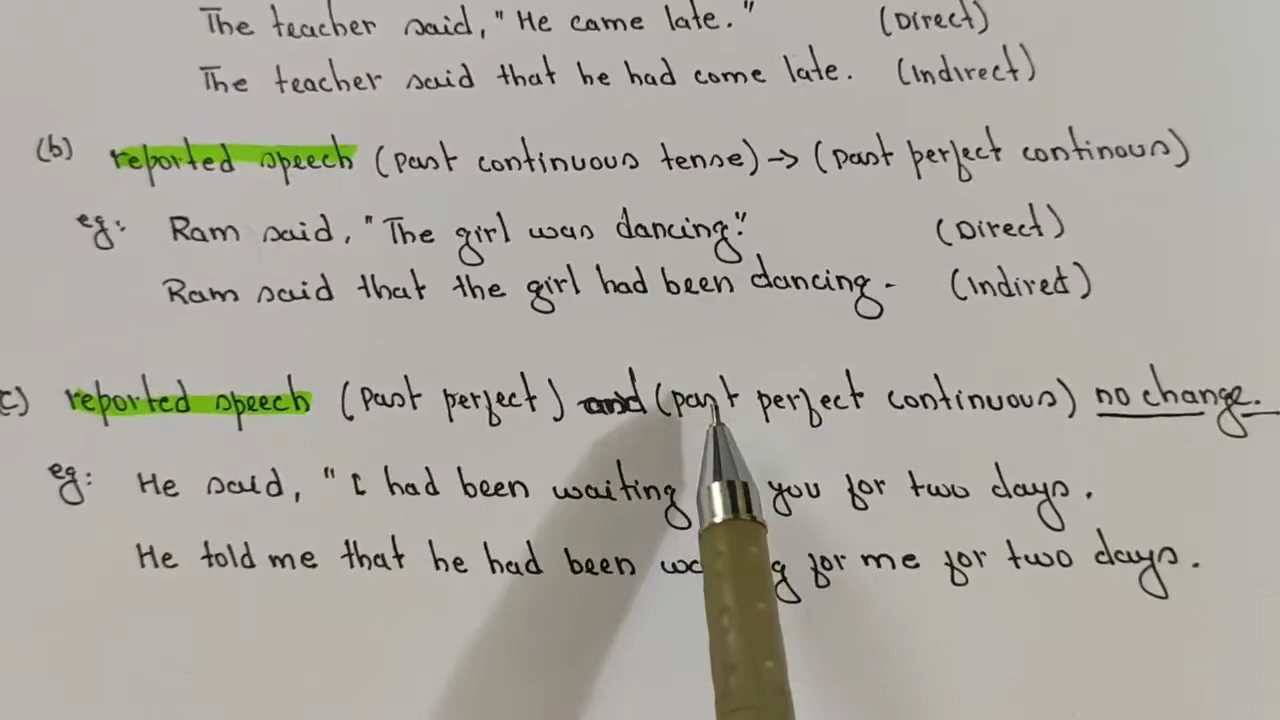 The teacher said, "He came late." (Direct)
The teacher said that he had come late. (Indirect)
(b) reported speech (past continuous tense) → (past perfect continous)
eg: Ram said, "The girl was dancing." (Direct)
Ram said that the girl had been dancing. (Indirect)
c) reported speech (past perfect) and (past perfect continuous) no change.
eg: He said, "I had been waiting you for two days.
He told me that he had been for me for two days.